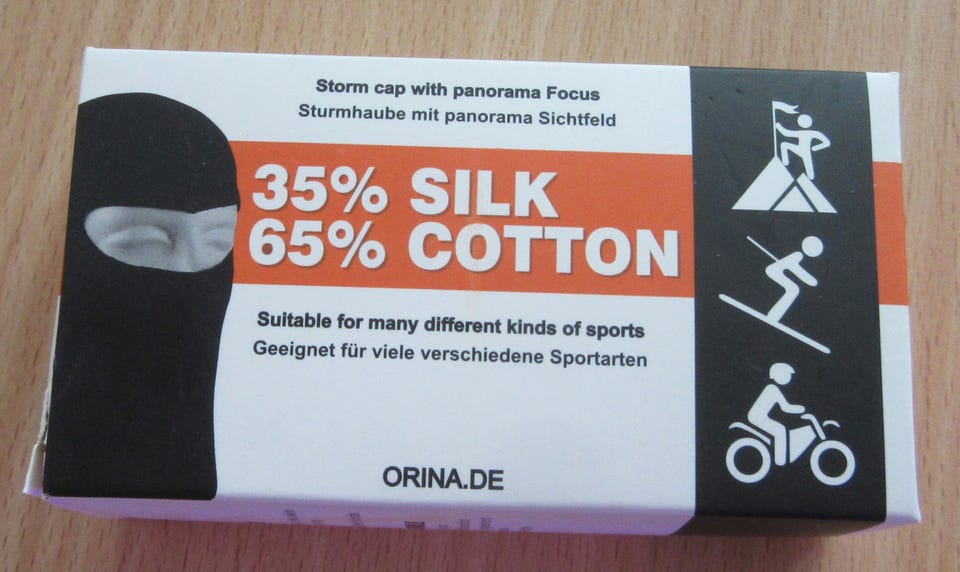 Storm cap with panorama Focus
Sturmhaube mit panorama Sichtfeld
35% SILK
65% COTTON
Suitable for many different kinds of sports
Geeignet für viele verschiedene Sportarten
ORINA.DE